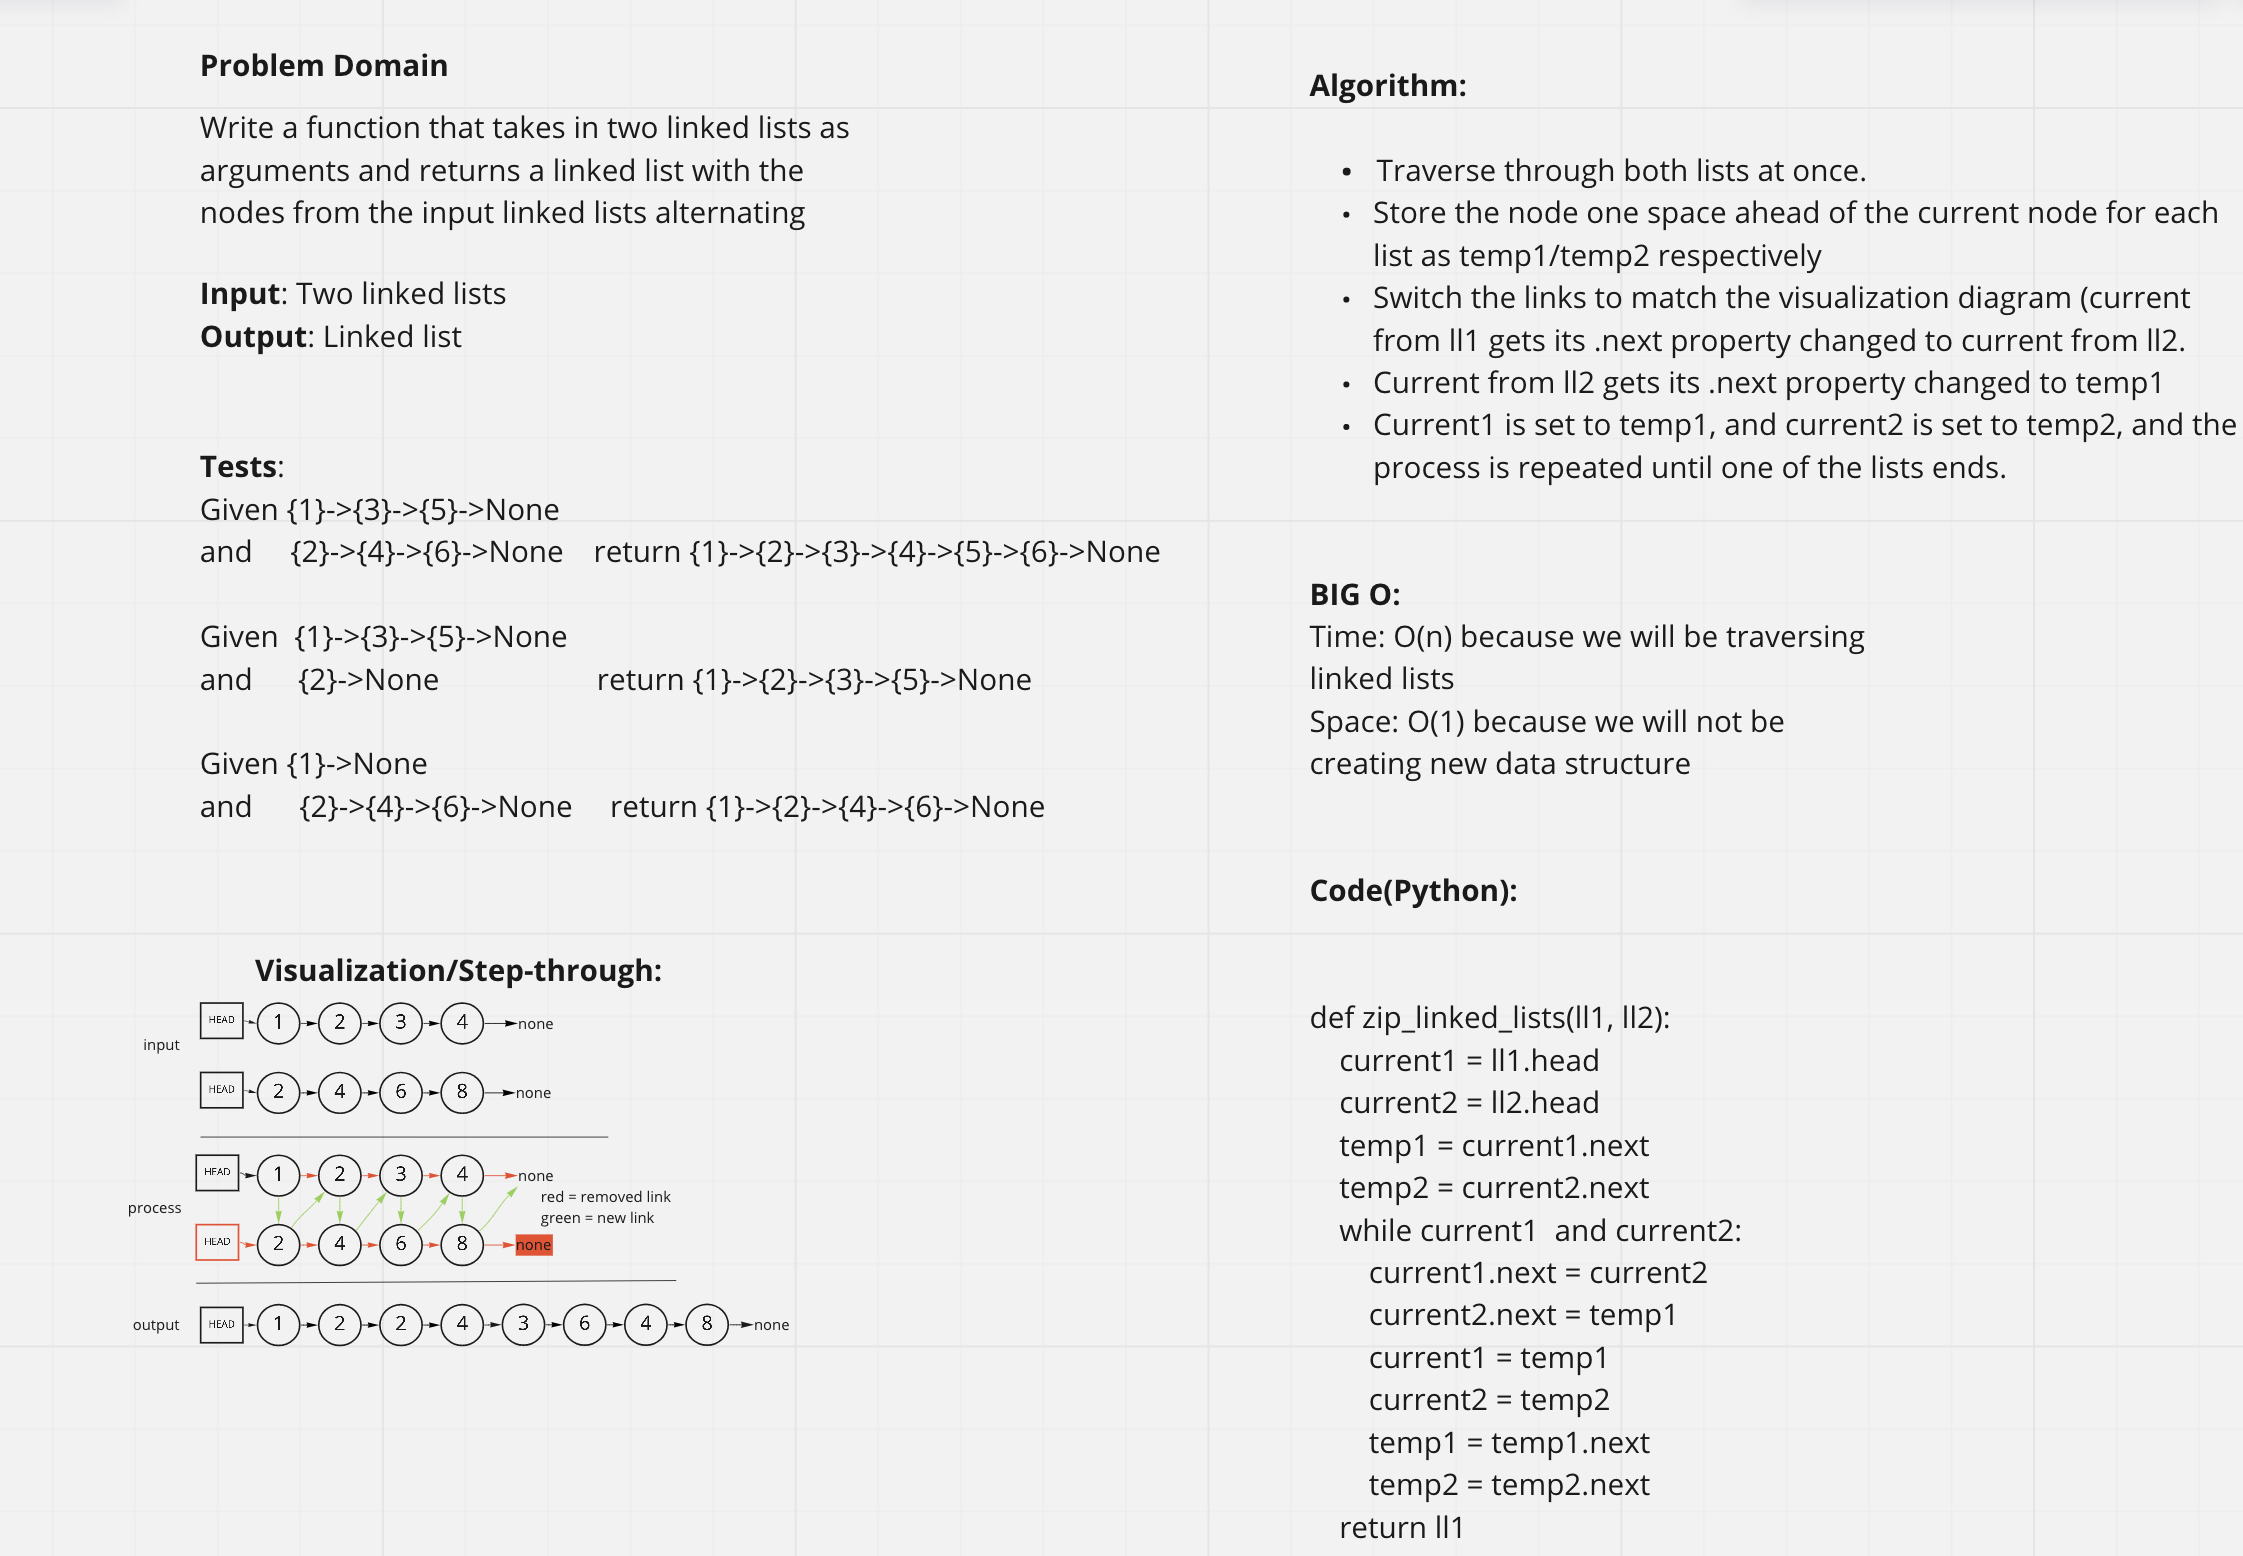 Problem Domain
Write a function that takes in two linked lists as
arguments and returns a linked list with the
nodes from the input linked lists alternating
Input: Two linked lists
Output: Linked list
Tests:
Given {1}->{3}->{5}->None
and {2}->{4}->{6}->None return {1}->{2}->{3}->{4}->{5}->{6}->None
Given {1}->{3}->{5}->None
and {2}->None return {1}->{2}->{3}->{5}->None
Given {1}->None
and {2}->{4}->{6}->None return {1}->{2}->{4}->{6}->None
Visualization/Step-through:
HEAD 1 2 3 4 none
input
HEAD 2 4 6 8 none
HEAD 1 2 3 4 none
red = removed link
process
green = new link
HEAD 2 4 6 8 none
output HEAD 1 2 2 4 3 6 4 8 none
Algorithm:
• Traverse through both lists at once.
• Store the node one space ahead of the current node for each
list as temp1/temp2 respectively
• Switch the links to match the visualization diagram (current
from ll1 gets its .next property changed to current from ll2.
• Current from ll2 gets its .next property changed to temp1
• Current1 is set to temp1, and current2 is set to temp2, and the
process is repeated until one of the lists ends.
BIG O:
Time: O(n) because we will be traversing
linked lists
Space: O(1) because we will not be
creating new data structure
Code(Python):
def zip_linked_lists(ll1, ll2):
current1 = ll1.head
current2 = ll2.head
temp1 = current1.next
temp2 = current2.next
while current1 and current2:
current1.next = current2
current2.next = temp1
current1 = temp1
current2 = temp2
temp1 = temp1.next
temp2 = temp2.next
return ll1